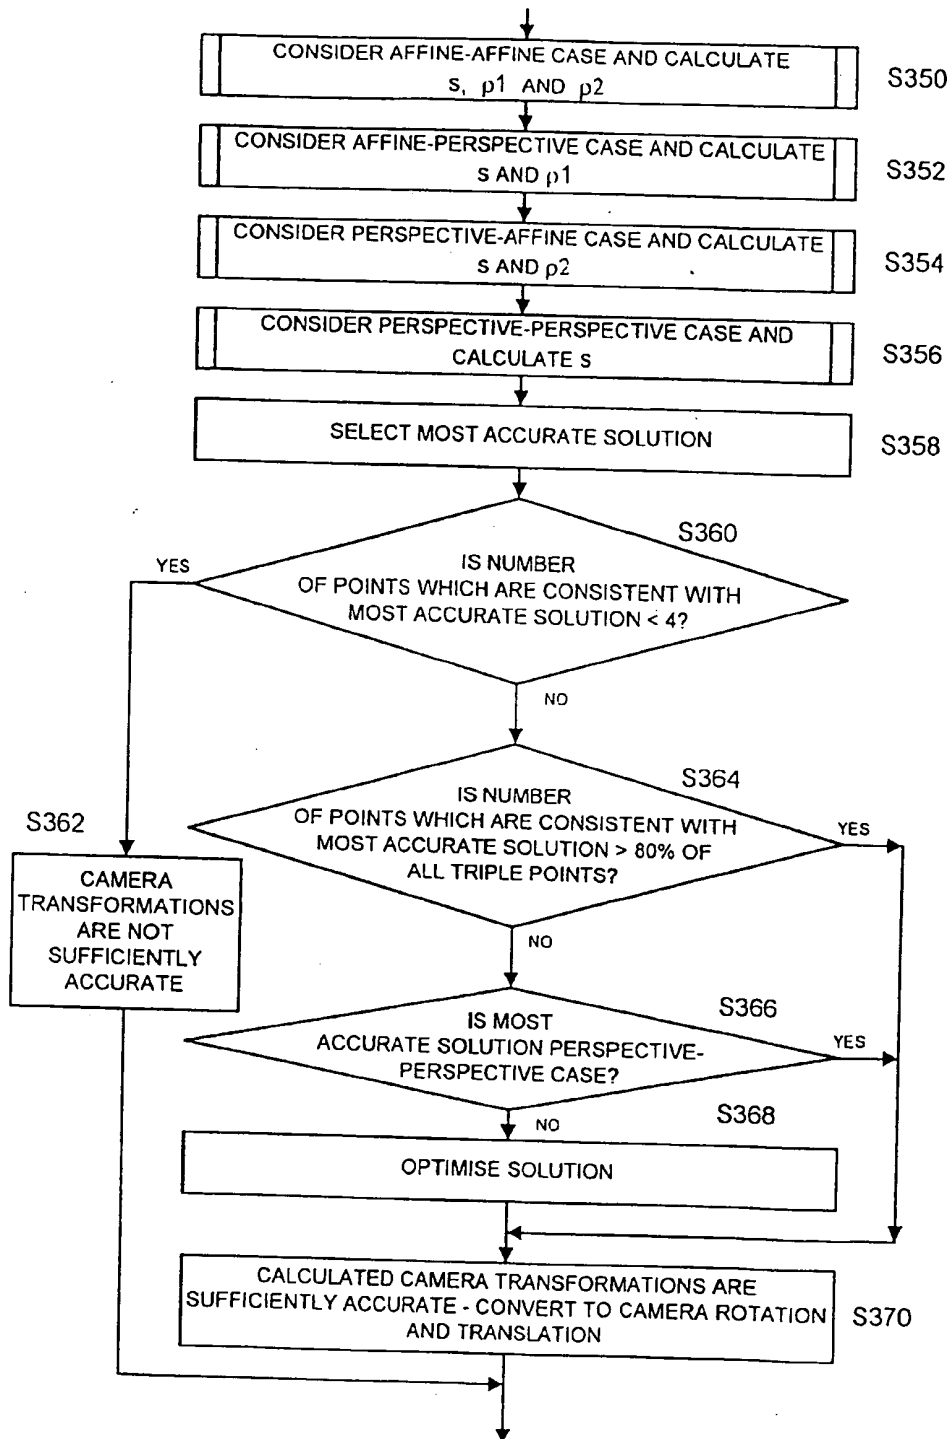 CONSIDER AFFINE-AFFINE CASE AND CALCULATE
s, ρ1 AND ρ2
S350
CONSIDER AFFINE-PERSPECTIVE CASE AND CALCULATE
s AND ρ1
S352
CONSIDER PERSPECTIVE-AFFINE CASE AND CALCULATE
s AND ρ2
S354
CONSIDER PERSPECTIVE-PERSPECTIVE CASE AND
CALCULATE s
S356
SELECT MOST ACCURATE SOLUTION
S358
S360
YES
IS NUMBER
OF POINTS WHICH ARE CONSISTENT WITH
MOST ACCURATE SOLUTION < 4?
NO
S364
IS NUMBER
OF POINTS WHICH ARE CONSISTENT WITH
MOST ACCURATE SOLUTION > 80% OF
ALL TRIPLE POINTS?
YES
S362
CAMERA
TRANSFORMATIONS
ARE NOT
SUFFICIENTLY
ACCURATE
NO
S366
IS MOST
ACCURATE SOLUTION PERSPECTIVE-
PERSPECTIVE CASE?
YES
NO
S368
OPTIMISE SOLUTION
CALCULATED CAMERA TRANSFORMATIONS ARE
SUFFICIENTLY ACCURATE - CONVERT TO CAMERA ROTATION
AND TRANSLATION
S370